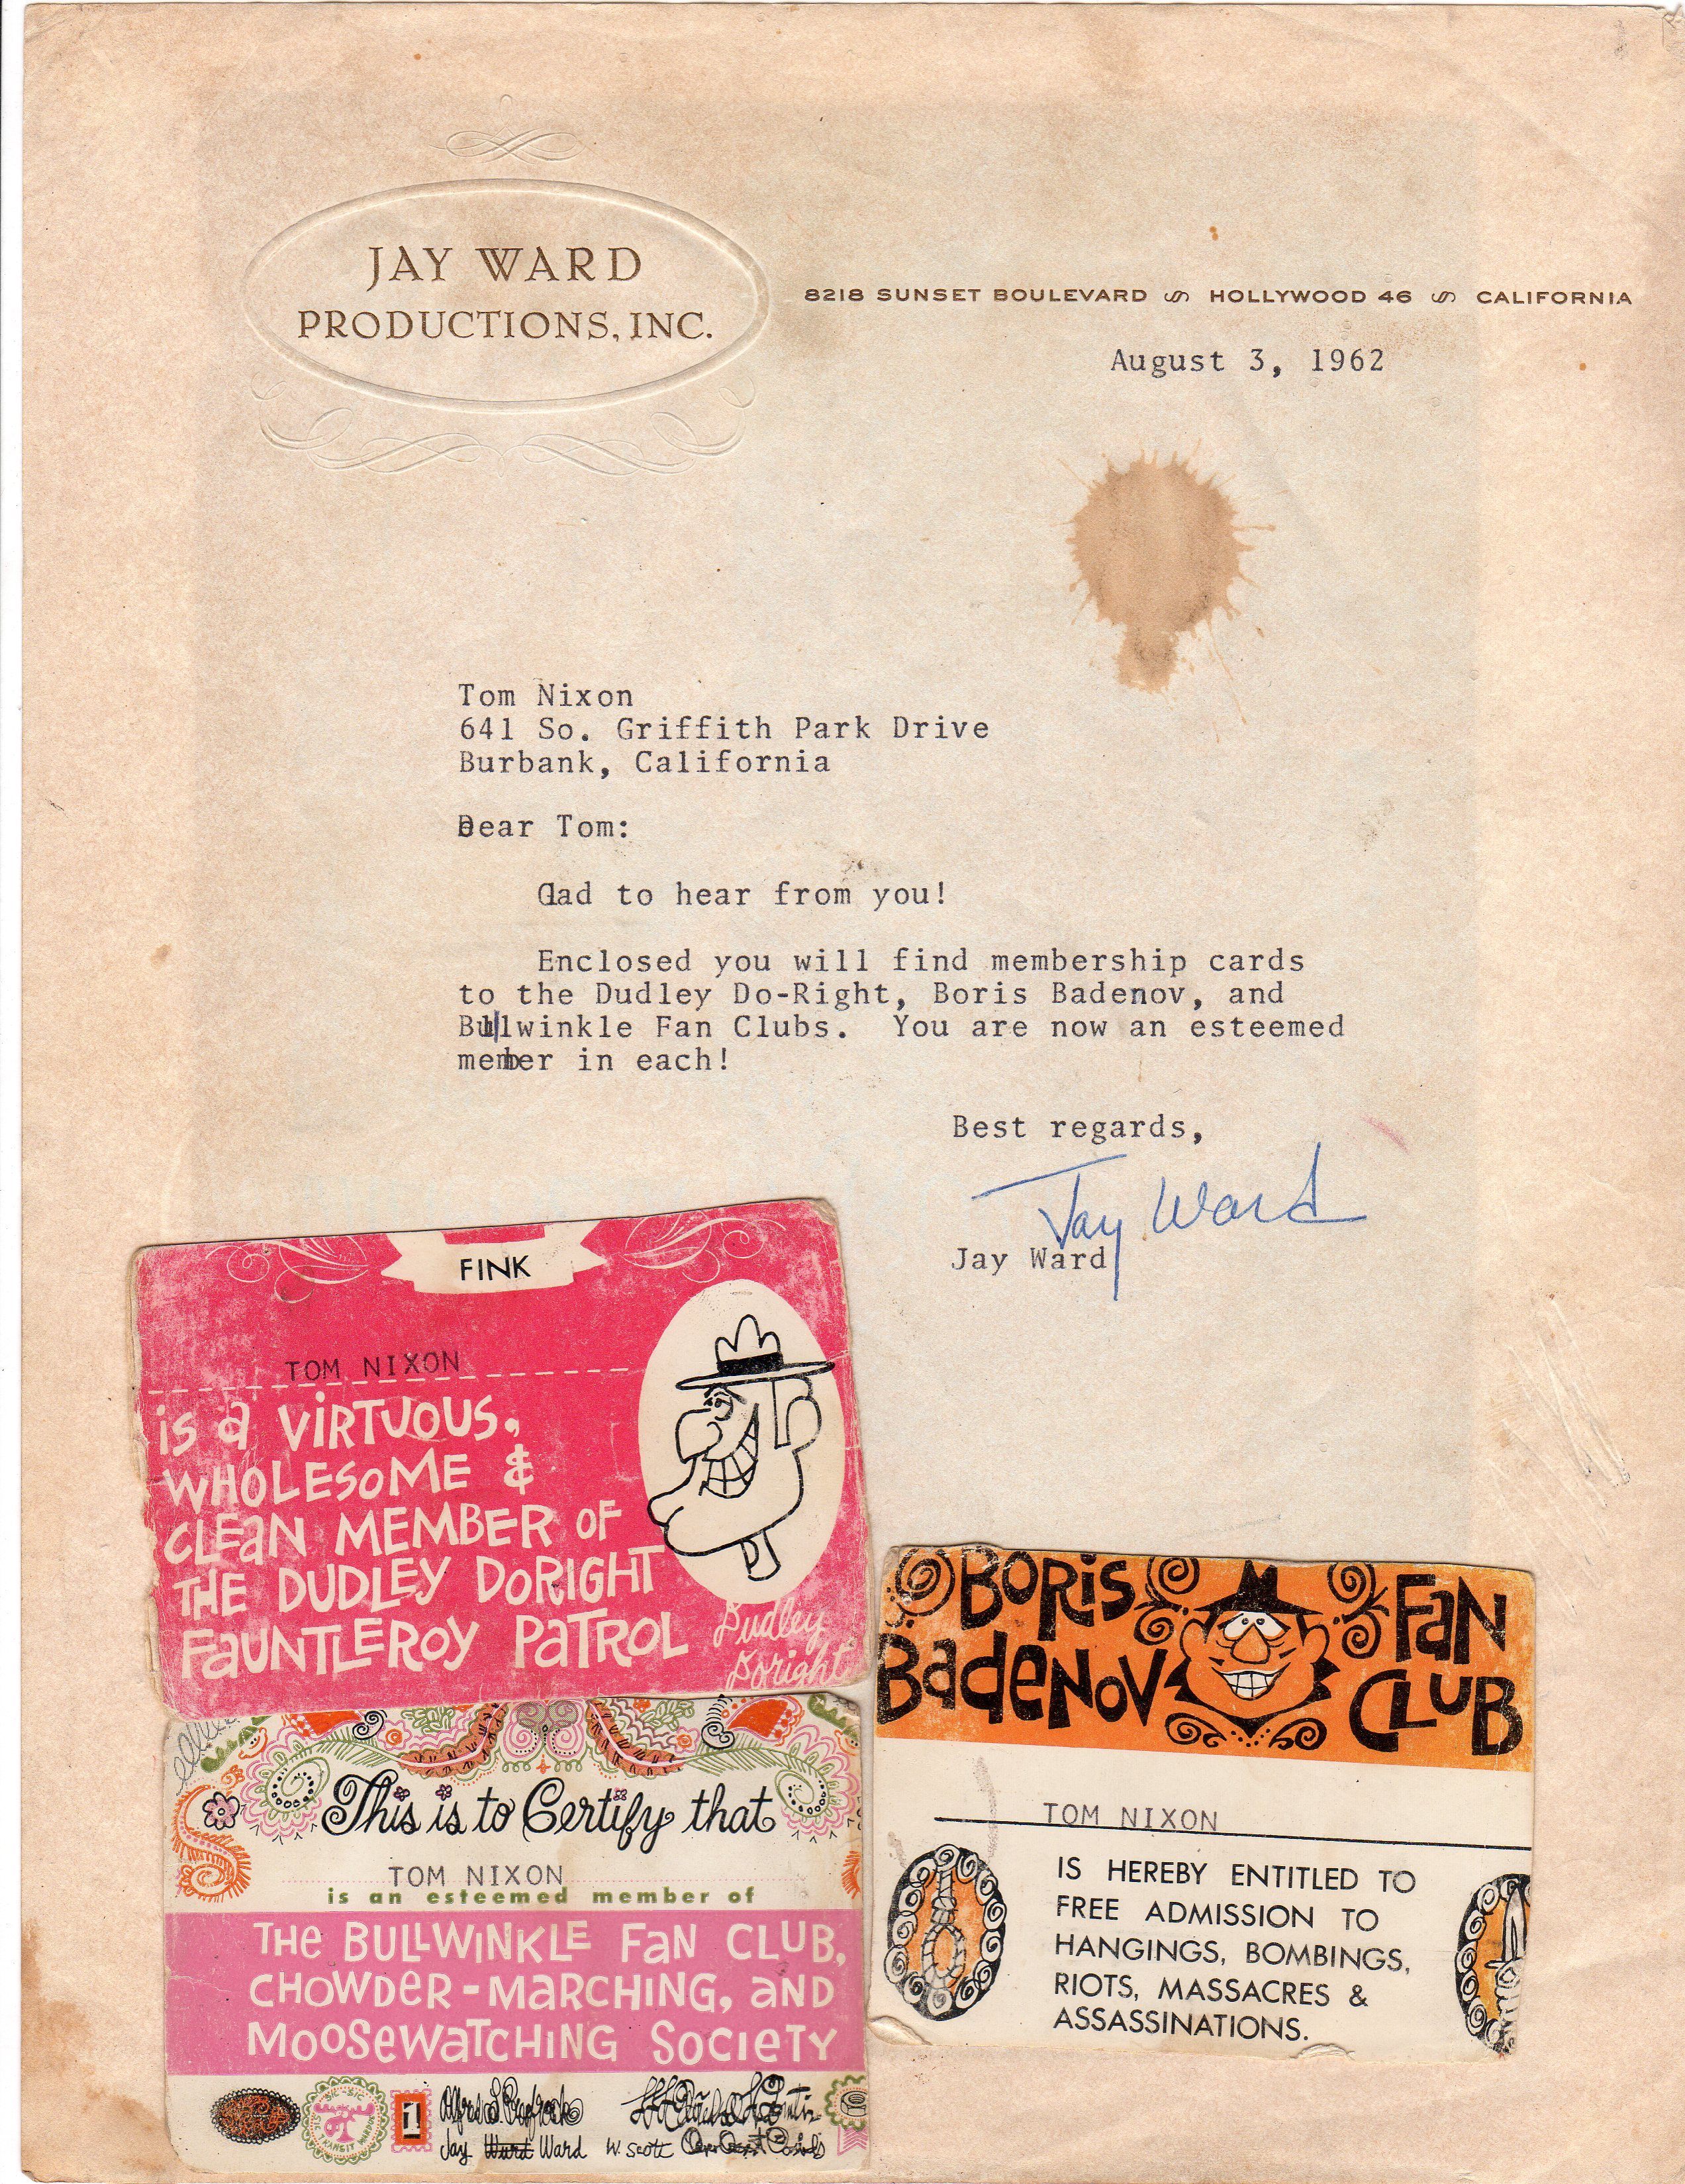 JAY WARD
PRODUCTIONS, INC.
8218 SUNSET BOULEVARD HOLLYWOOD 46 CALIFORNIA
August 3, 1962
Tom Nixon
641 So. Griffith Park Drive
Burbank, California
Dear Tom:
Glad to hear from you!
Enclosed you will find membership cards
to the Dudley Do-Right, Boris Badenov, and
Bullwinkle Fan Clubs. You are now an esteemed
member in each!
Best regards,
Jay Ward
Jay Ward
FINK
TOM NIXON
is a VIRTUOUS,
WHOLESOME &
CLEAN MEMBER OF
THE DUDLEY DORIGHT
FAUNTLEROY PATROL
Dudley
Doright
BORIS
BADENOV
FAN
CLUB
TOM NIXON
IS HEREBY ENTITLED TO
FREE ADMISSION TO
HANGINGS, BOMBINGS,
RIOTS, MASSACRES &
ASSASSINATIONS.
This is to Certify that
TOM NIXON
is an esteemed member of
THE BULLWINKLE FAN CLUB,
CHOWDER-MARCHING, AND
MOOSEWATCHING SOCIETY
SIC SIC
1!
Jay Ward W. Scott